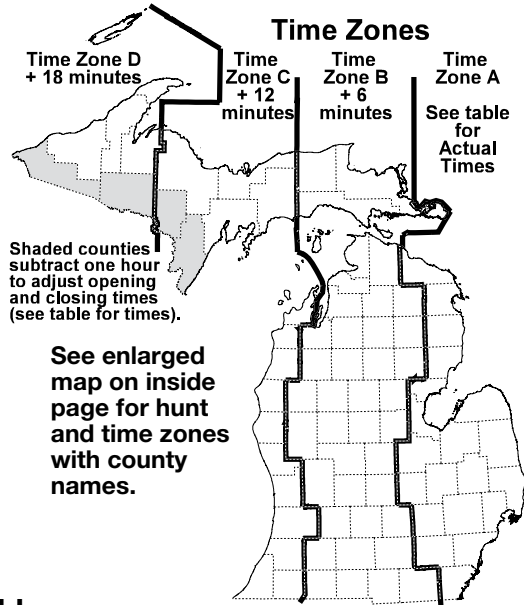 Time Zones
Time Zone D
+ 18 minutes
Time
Zone C
+ 12
minutes
Time
Zone B
+ 6
minutes
Time
Zone A
See table
for
Actual
Times
Shaded counties
subtract one hour
to adjust opening
and closing times
(see table for times).
See enlarged
map on inside
page for hunt
and time zones
with county
names.